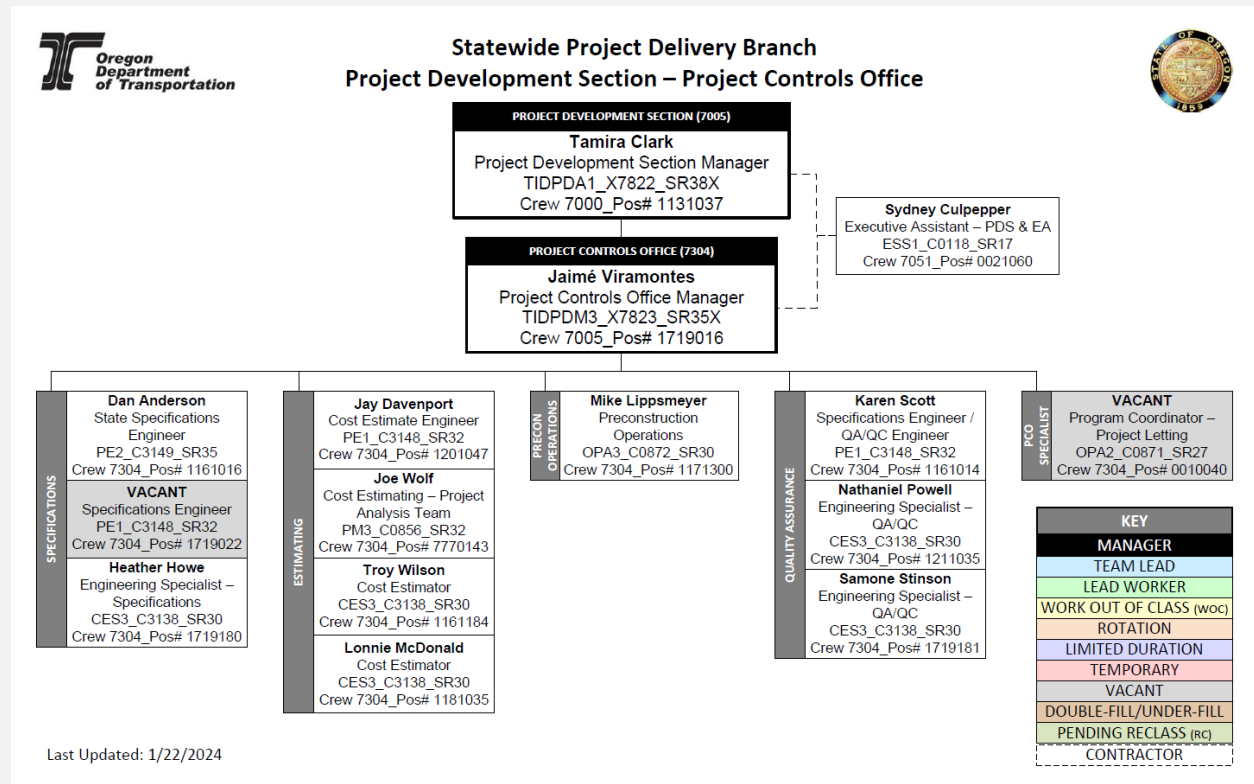 Oregon
Department
of Transportation
Statewide Project Delivery Branch
Project Development Section – Project Controls Office
STATE OF OREGON
1859
PROJECT DEVELOPMENT SECTION (7005)
Tamira Clark
Project Development Section Manager
TIDPDA1_X7822_SR38X
Crew 7000_Pos# 1131037
Sydney Culpepper
Executive Assistant – PDS & EA
ESS1_C0118_SR17
Crew 7051_Pos# 0021060
PROJECT CONTROLS OFFICE (7304)
Jaimé Viramontes
Project Controls Office Manager
TIDPDM3_X7823_SR35X
Crew 7005_Pos# 1719016
SPECIFICATIONS
Dan Anderson
State Specifications
Engineer
PE2_C3149_SR35
Crew 7304_Pos# 1161016
VACANT
Specifications Engineer
PE1_C3148_SR32
Crew 7304_Pos# 1719022
Heather Howe
Engineering Specialist –
Specifications
CES3_C3138_SR30
Crew 7304_Pos# 1719180
ESTIMATING
Jay Davenport
Cost Estimate Engineer
PE1_C3148_SR32
Crew 7304_Pos# 1201047
Joe Wolf
Cost Estimating – Project
Analysis Team
PM3_C0856_SR32
Crew 7304_Pos# 7770143
Troy Wilson
Cost Estimator
CES3_C3138_SR30
Crew 7304_Pos# 1161184
Lonnie McDonald
Cost Estimator
CES3_C3138_SR30
Crew 7304_Pos# 1181035
PRECON
OPERATIONS
Mike Lippsmeyer
Preconstruction
Operations
OPA3_C0872_SR30
Crew 7304_Pos# 1171300
QUALITY ASSURANCE
Karen Scott
Specifications Engineer /
QA/QC Engineer
PE1_C3148_SR32
Crew 7304_Pos# 1161014
Nathaniel Powell
Engineering Specialist –
QA/QC
CES3_C3138_SR30
Crew 7304_Pos# 1211035
Samone Stinson
Engineering Specialist –
QA/QC
CES3_C3138_SR30
Crew 7304_Pos# 1719181
PCO
SPECIALIST
VACANT
Program Coordinator –
Project Letting
OPA2_C0871_SR27
Crew 7304_Pos# 0010040
KEY
MANAGER
TEAM LEAD
LEAD WORKER
WORK OUT OF CLASS (WOC)
ROTATION
LIMITED DURATION
TEMPORARY
VACANT
DOUBLE-FILL/UNDER-FILL
PENDING RECLASS (RC)
CONTRACTOR
Last Updated: 1/22/2024